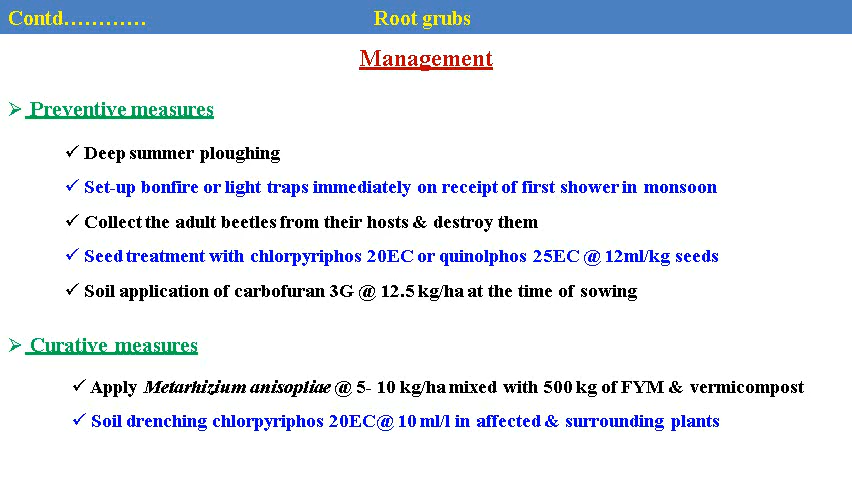 Contd………… Root grubs
Management
➢ Preventive measures
✓ Deep summer ploughing
✓ Set-up bonfire or light traps immediately on receipt of first shower in monsoon
✓ Collect the adult beetles from their hosts & destroy them
✓ Seed treatment with chlorpyriphos 20EC or quinolphos 25EC @ 12ml/kg seeds
✓ Soil application of carbofuran 3G @ 12.5 kg/ha at the time of sowing
➢ Curative measures
✓ Apply Metarhizium anisopliae @ 5- 10 kg/ha mixed with 500 kg of FYM & vermicompost
✓ Soil drenching chlorpyriphos 20EC@ 10 ml/l in affected & surrounding plants